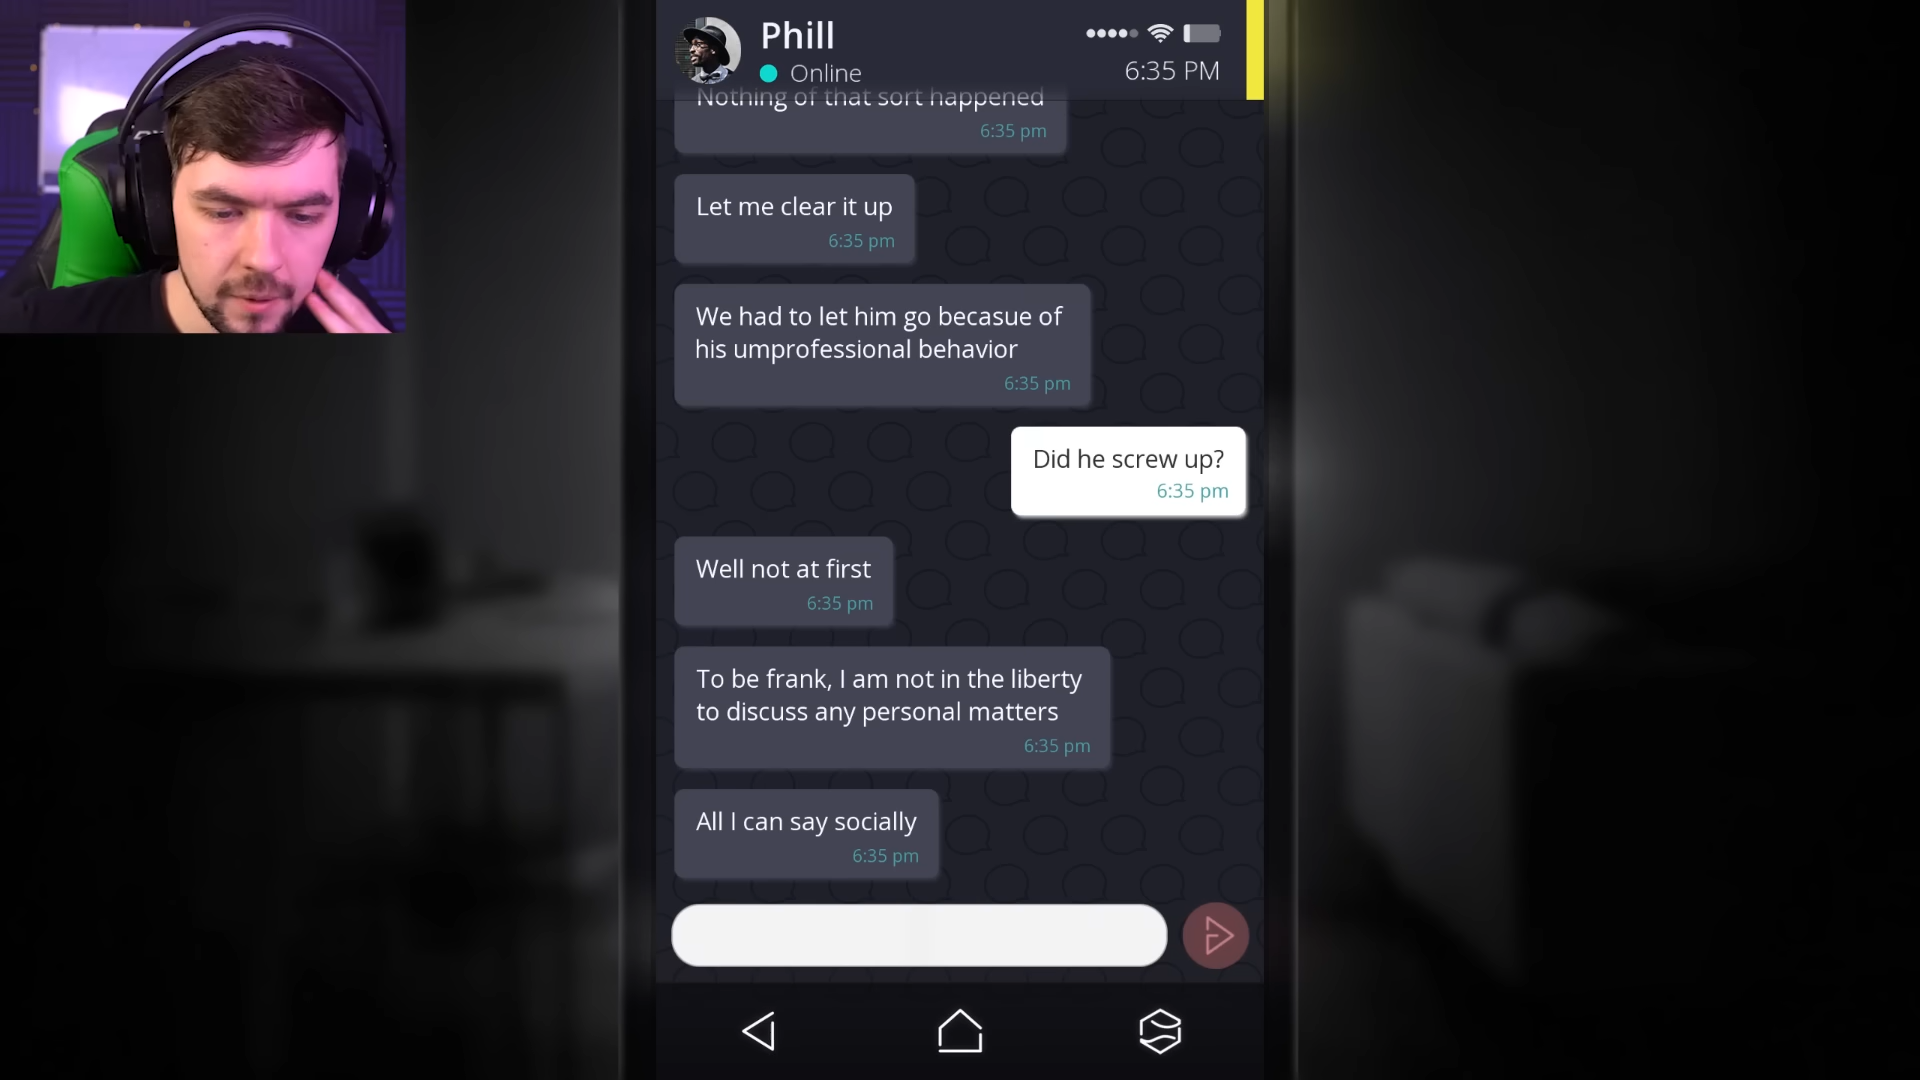 Phill
Online
6:35 PM
Nothing of that sort happened
6:35 pm
Let me clear it up
6:35 pm
We had to let him go becasue of
his umprofessional behavior
6:35 pm
Did he screw up?
6:35 pm
Well not at first
6:35 pm
To be frank, I am not in the liberty
to discuss any personal matters
6:35 pm
All I can say socially
6:35 pm